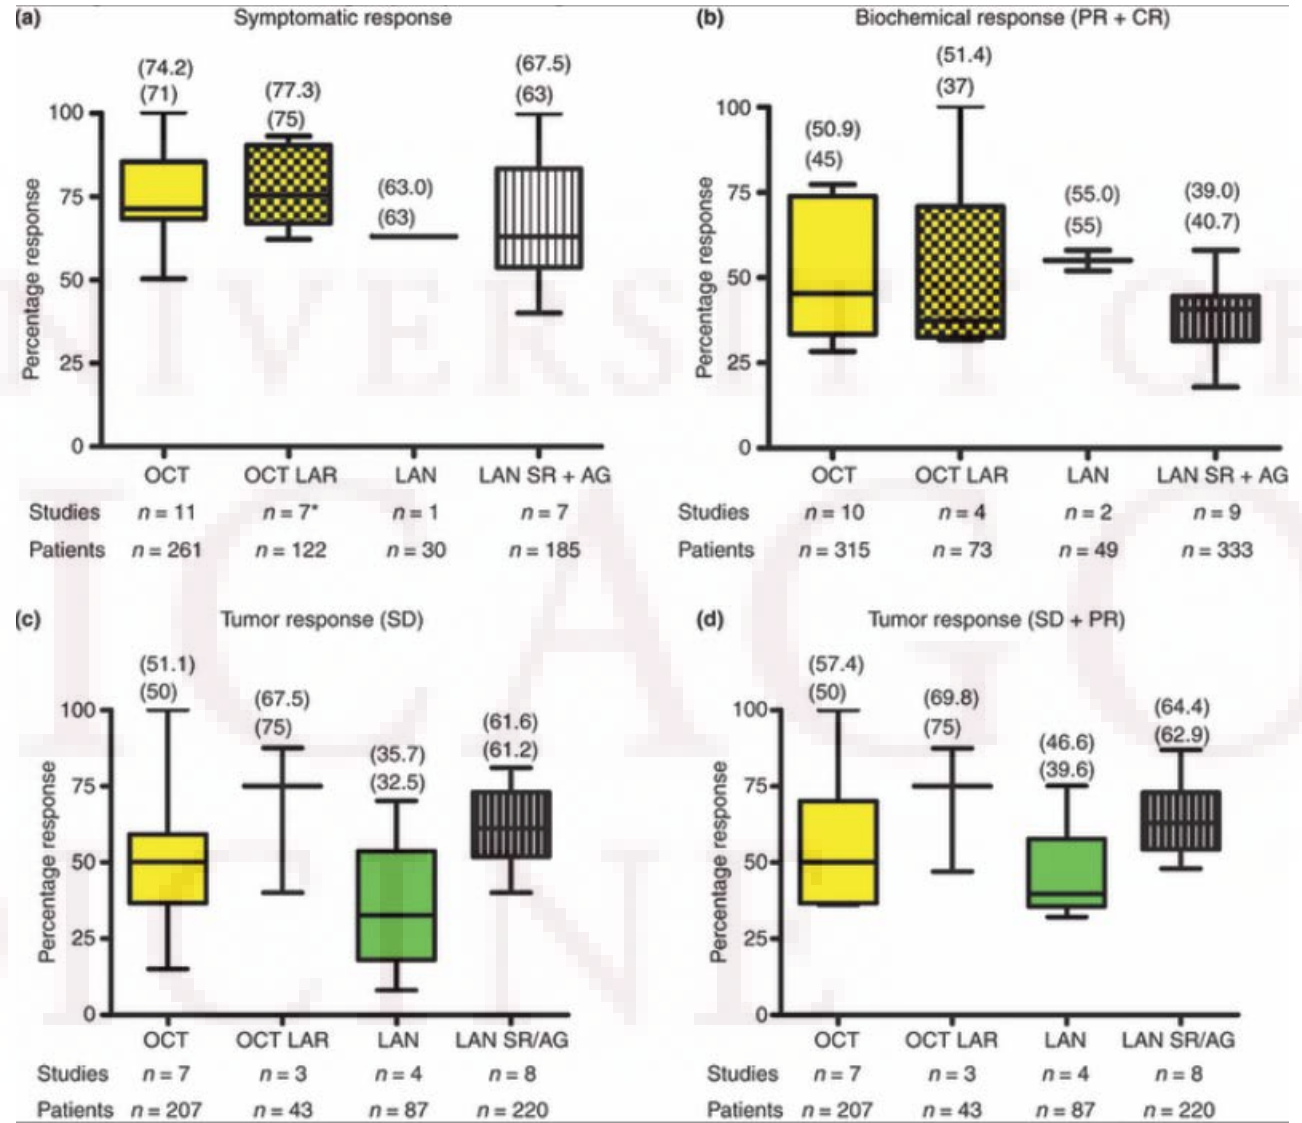 (a) Symptomatic response
(74.2)
(71)
(77.3)
(75)
(63.0)
(63)
(67.5)
(63)
Percentage response
100
75
50
25
0
OCT OCT LAR LAN LAN SR + AG
Studies n = 11 n = 7* n = 1 n = 7
Patients n = 261 n = 122 n = 30 n = 185
(b) Biochemical response (PR + CR)
(50.9)
(45)
(51.4)
(37)
(55.0)
(55)
(39.0)
(40.7)
Percentage response
100
75
50
25
0
OCT OCT LAR LAN LAN SR + AG
Studies n = 10 n = 4 n = 2 n = 9
Patients n = 315 n = 73 n = 49 n = 333
(c) Tumor response (SD)
(51.1)
(50)
(67.5)
(75)
(35.7)
(32.5)
(61.6)
(61.2)
Percentage response
100
75
50
25
0
OCT OCT LAR LAN LAN SR/AG
Studies n = 7 n = 3 n = 4 n = 8
Patients n = 207 n = 43 n = 87 n = 220
(d) Tumor response (SD + PR)
(57.4)
(50)
(69.8)
(75)
(46.6)
(39.6)
(64.4)
(62.9)
Percentage response
100
75
50
25
0
OCT OCT LAR LAN LAN SR/AG
Studies n = 7 n = 3 n = 4 n = 8
Patients n = 207 n = 43 n = 87 n = 220